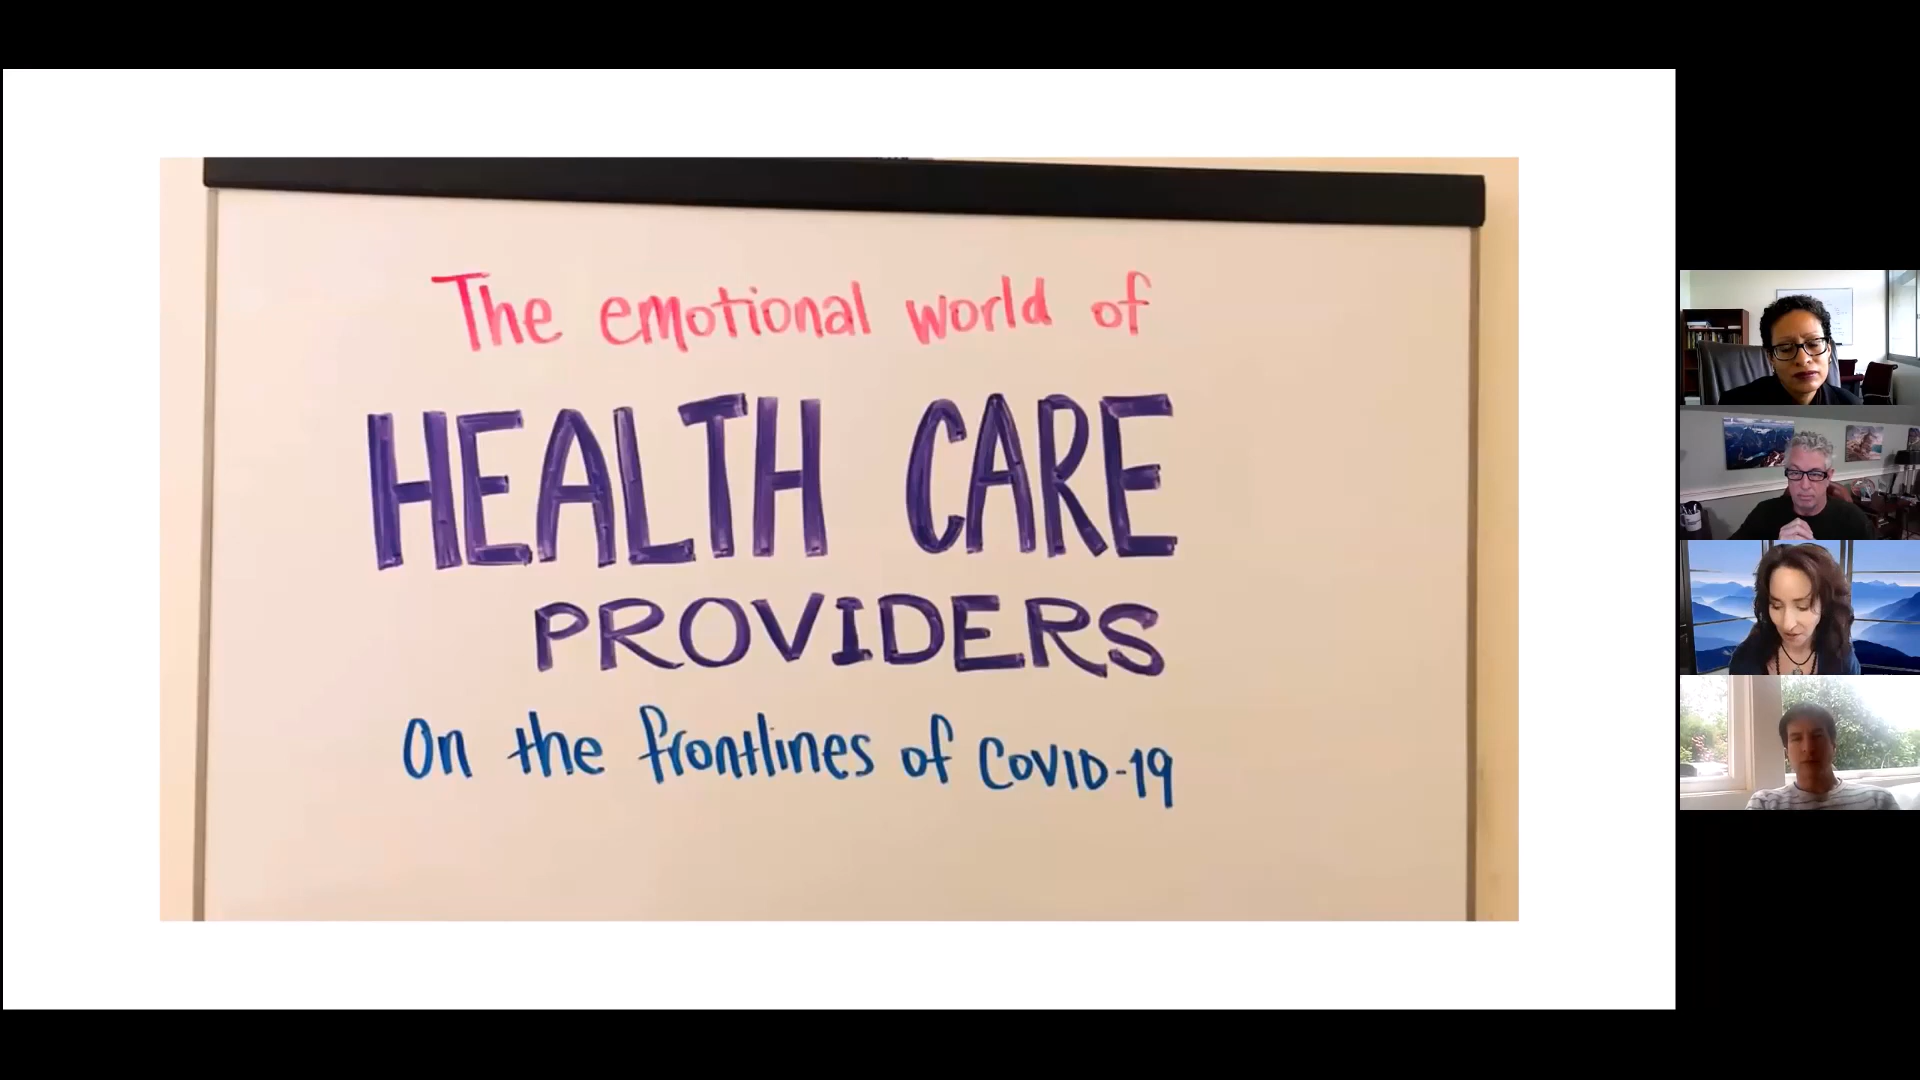 The emotional world of
HEALTH CARE
PROVIDERS
On the frontlines of COVID-19